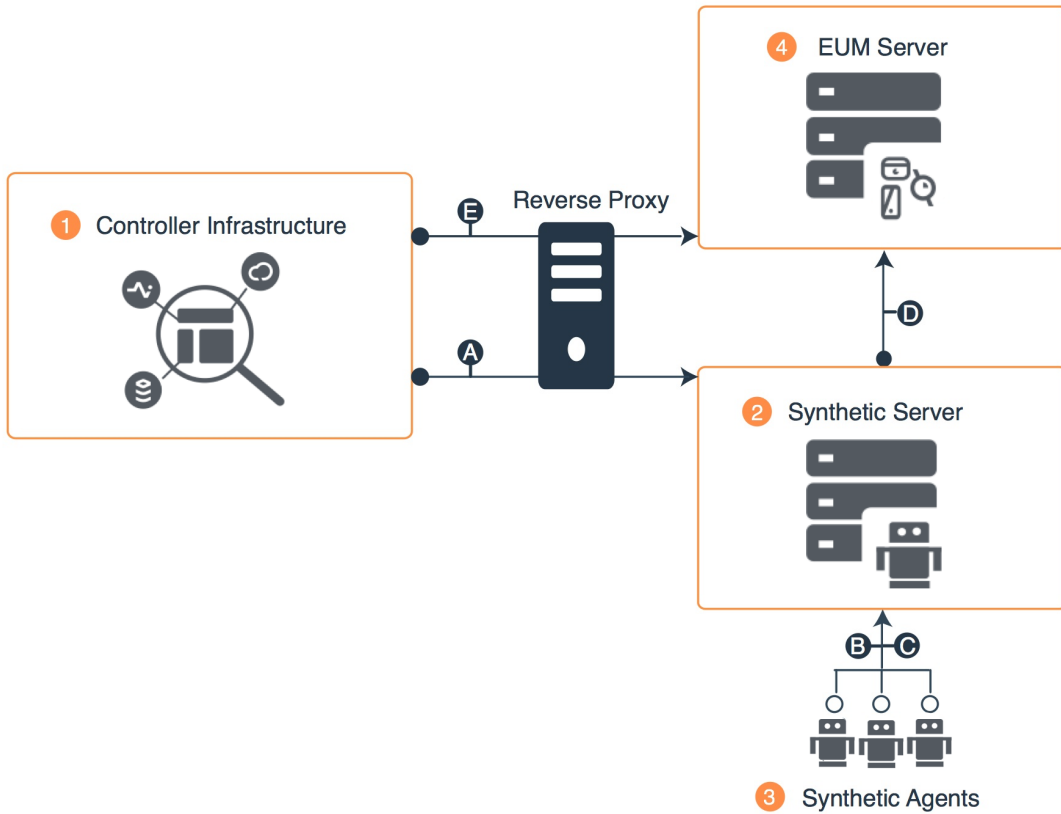 4 EUM Server
Reverse Proxy
E
1 Controller Infrastructure
D
A
2 Synthetic Server
B C
3 Synthetic Agents